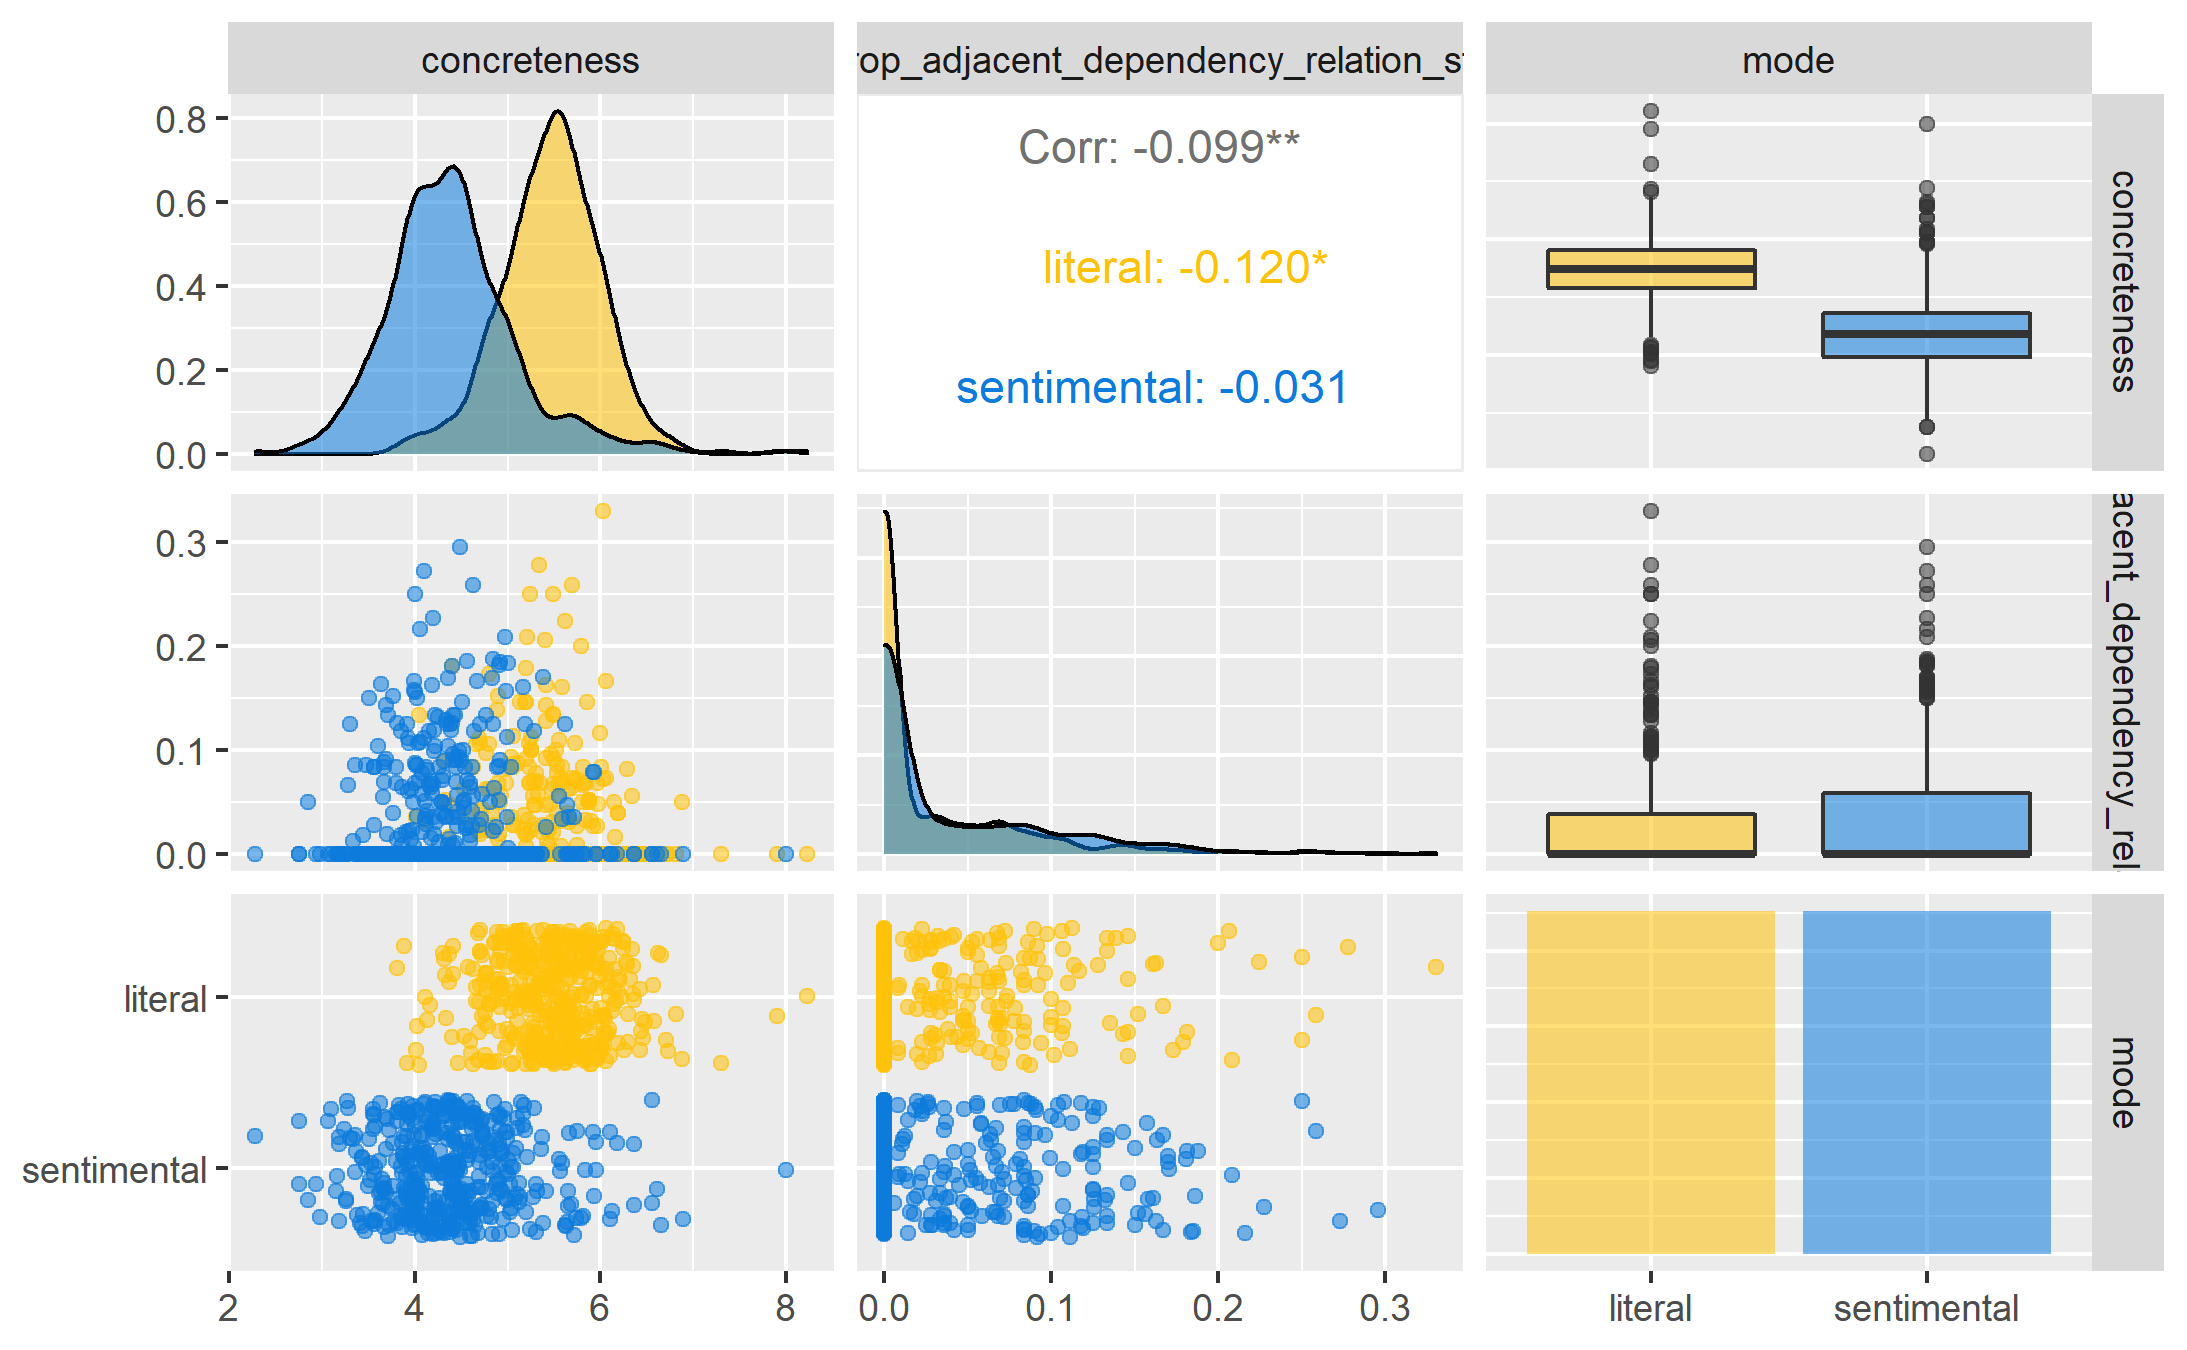 concreteness
rop_adjacent_dependency_relation_s
mode
0.8
0.6
0.4
0.2
0.0
Corr: -0.099**
literal: -0.120*
sentimental: -0.031
concreteness
0.3
0.2
0.1
0.0
acent_dependency_rel
literal
sentimental
mode
2 4 6 8
0.0 0.1 0.2 0.3
literal sentimental